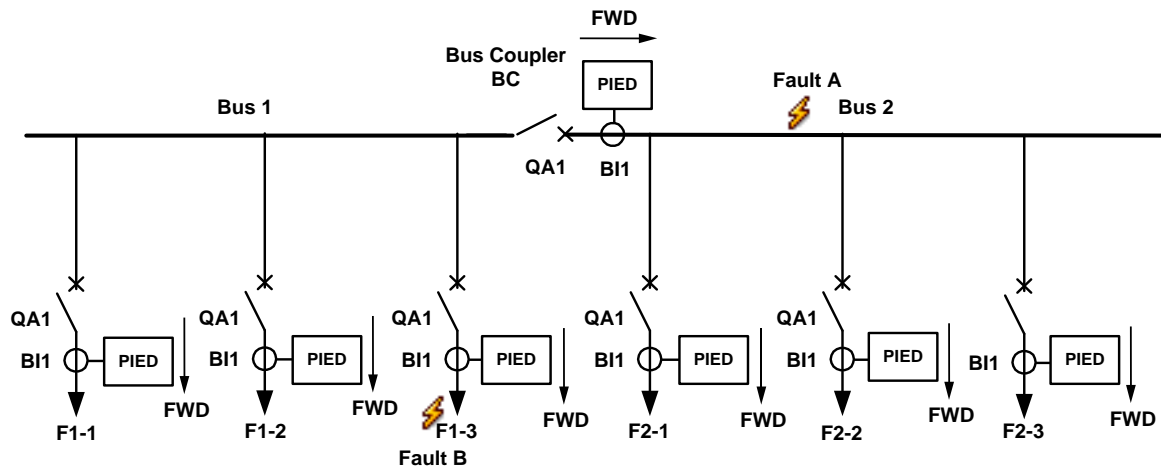 FWD
Bus Coupler
BC
PIED
Fault A
Bus 1
Bus 2
QA1
BI1
QA1
BI1
PIED
FWD
F1-1
QA1
BI1
PIED
FWD
F1-2
QA1
BI1
PIED
FWD
F1-3
Fault B
QA1
BI1
PIED
FWD
F2-1
QA1
BI1
PIED
FWD
F2-2
BI1
PIED
FWD
F2-3